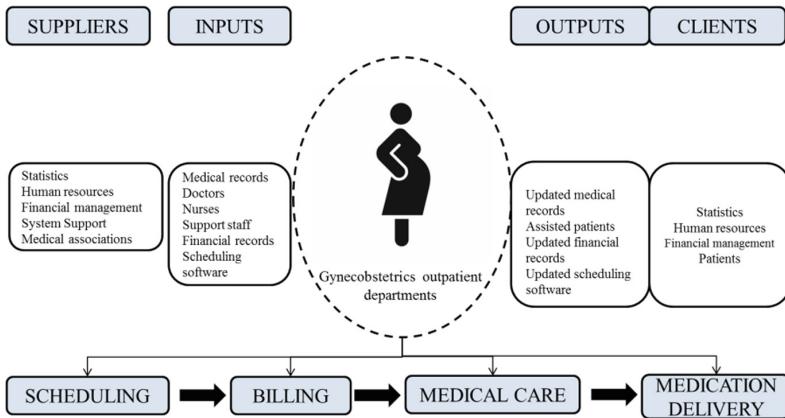 SUPPLIERS
INPUTS
OUTPUTS
CLIENTS
Statistics
Human resources
Financial management
System Support
Medical associations
Medical records
Doctors
Nurses
Support staff
Financial records
Scheduling
software
Gynecobstetrics outpatient
departments
Updated medical
records
Assisted patients
Updated financial
records
Updated scheduling
software
Statistics
Human resources
Financial management
Patients
SCHEDULING
BILLING
MEDICAL CARE
MEDICATION
DELIVERY